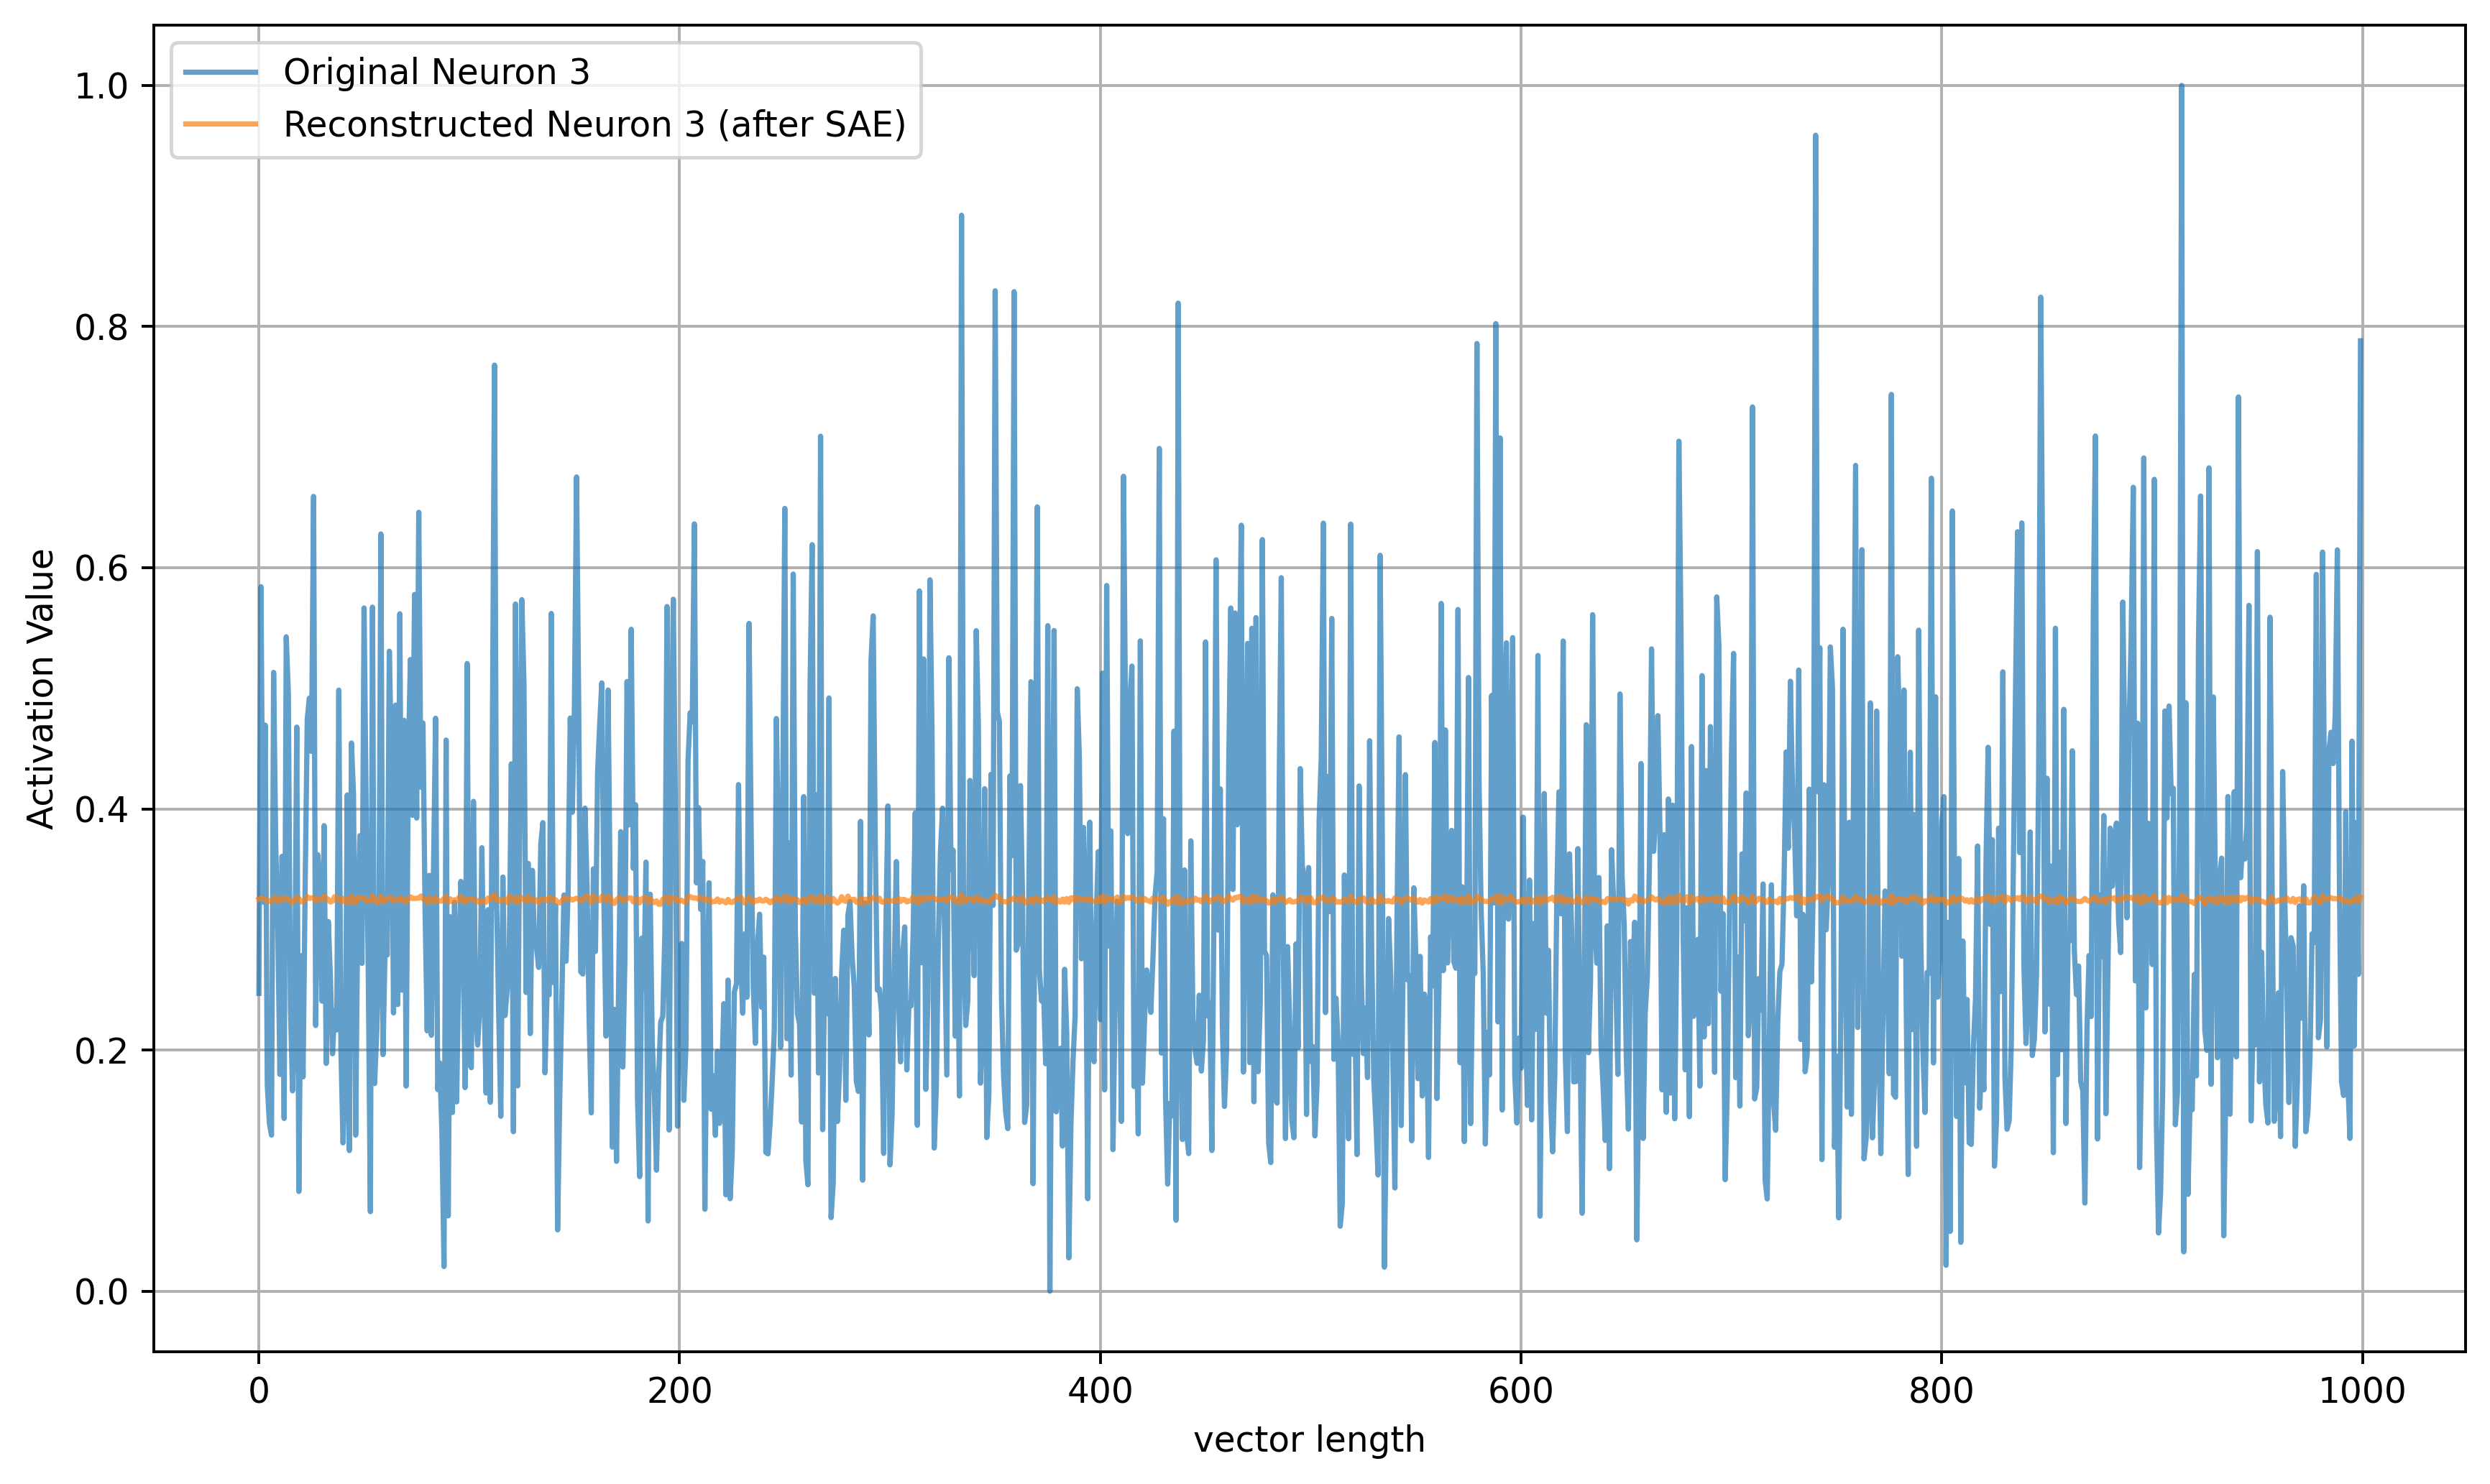 Original Neuron 3
Reconstructed Neuron 3 (after SAE)
1.0
0.8
0.6
0.4
0.2
0.0
Activation Value
0 200 400 600 800 1000
vector length